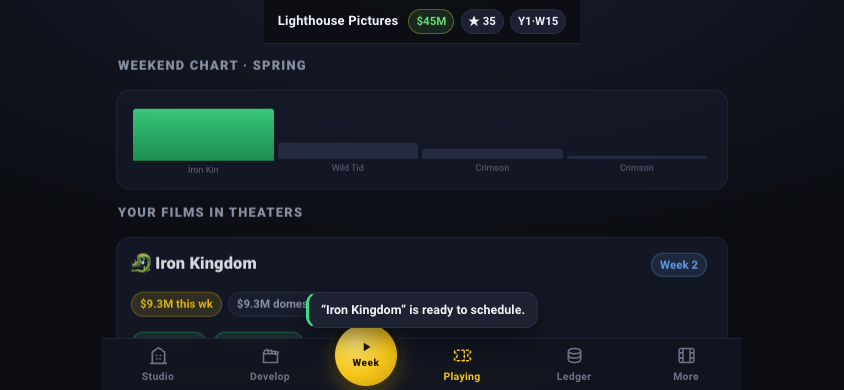 Lighthouse Pictures $45M ★ 35 Y1·W15
WEEKEND CHART · SPRING
Iron Kin Wild Tid Crimson Crimson
YOUR FILMS IN THEATERS
Iron Kingdom Week 2
$9.3M this wk $9.3M domes
“Iron Kingdom” is ready to schedule.
Week
Studio Develop Playing Ledger More